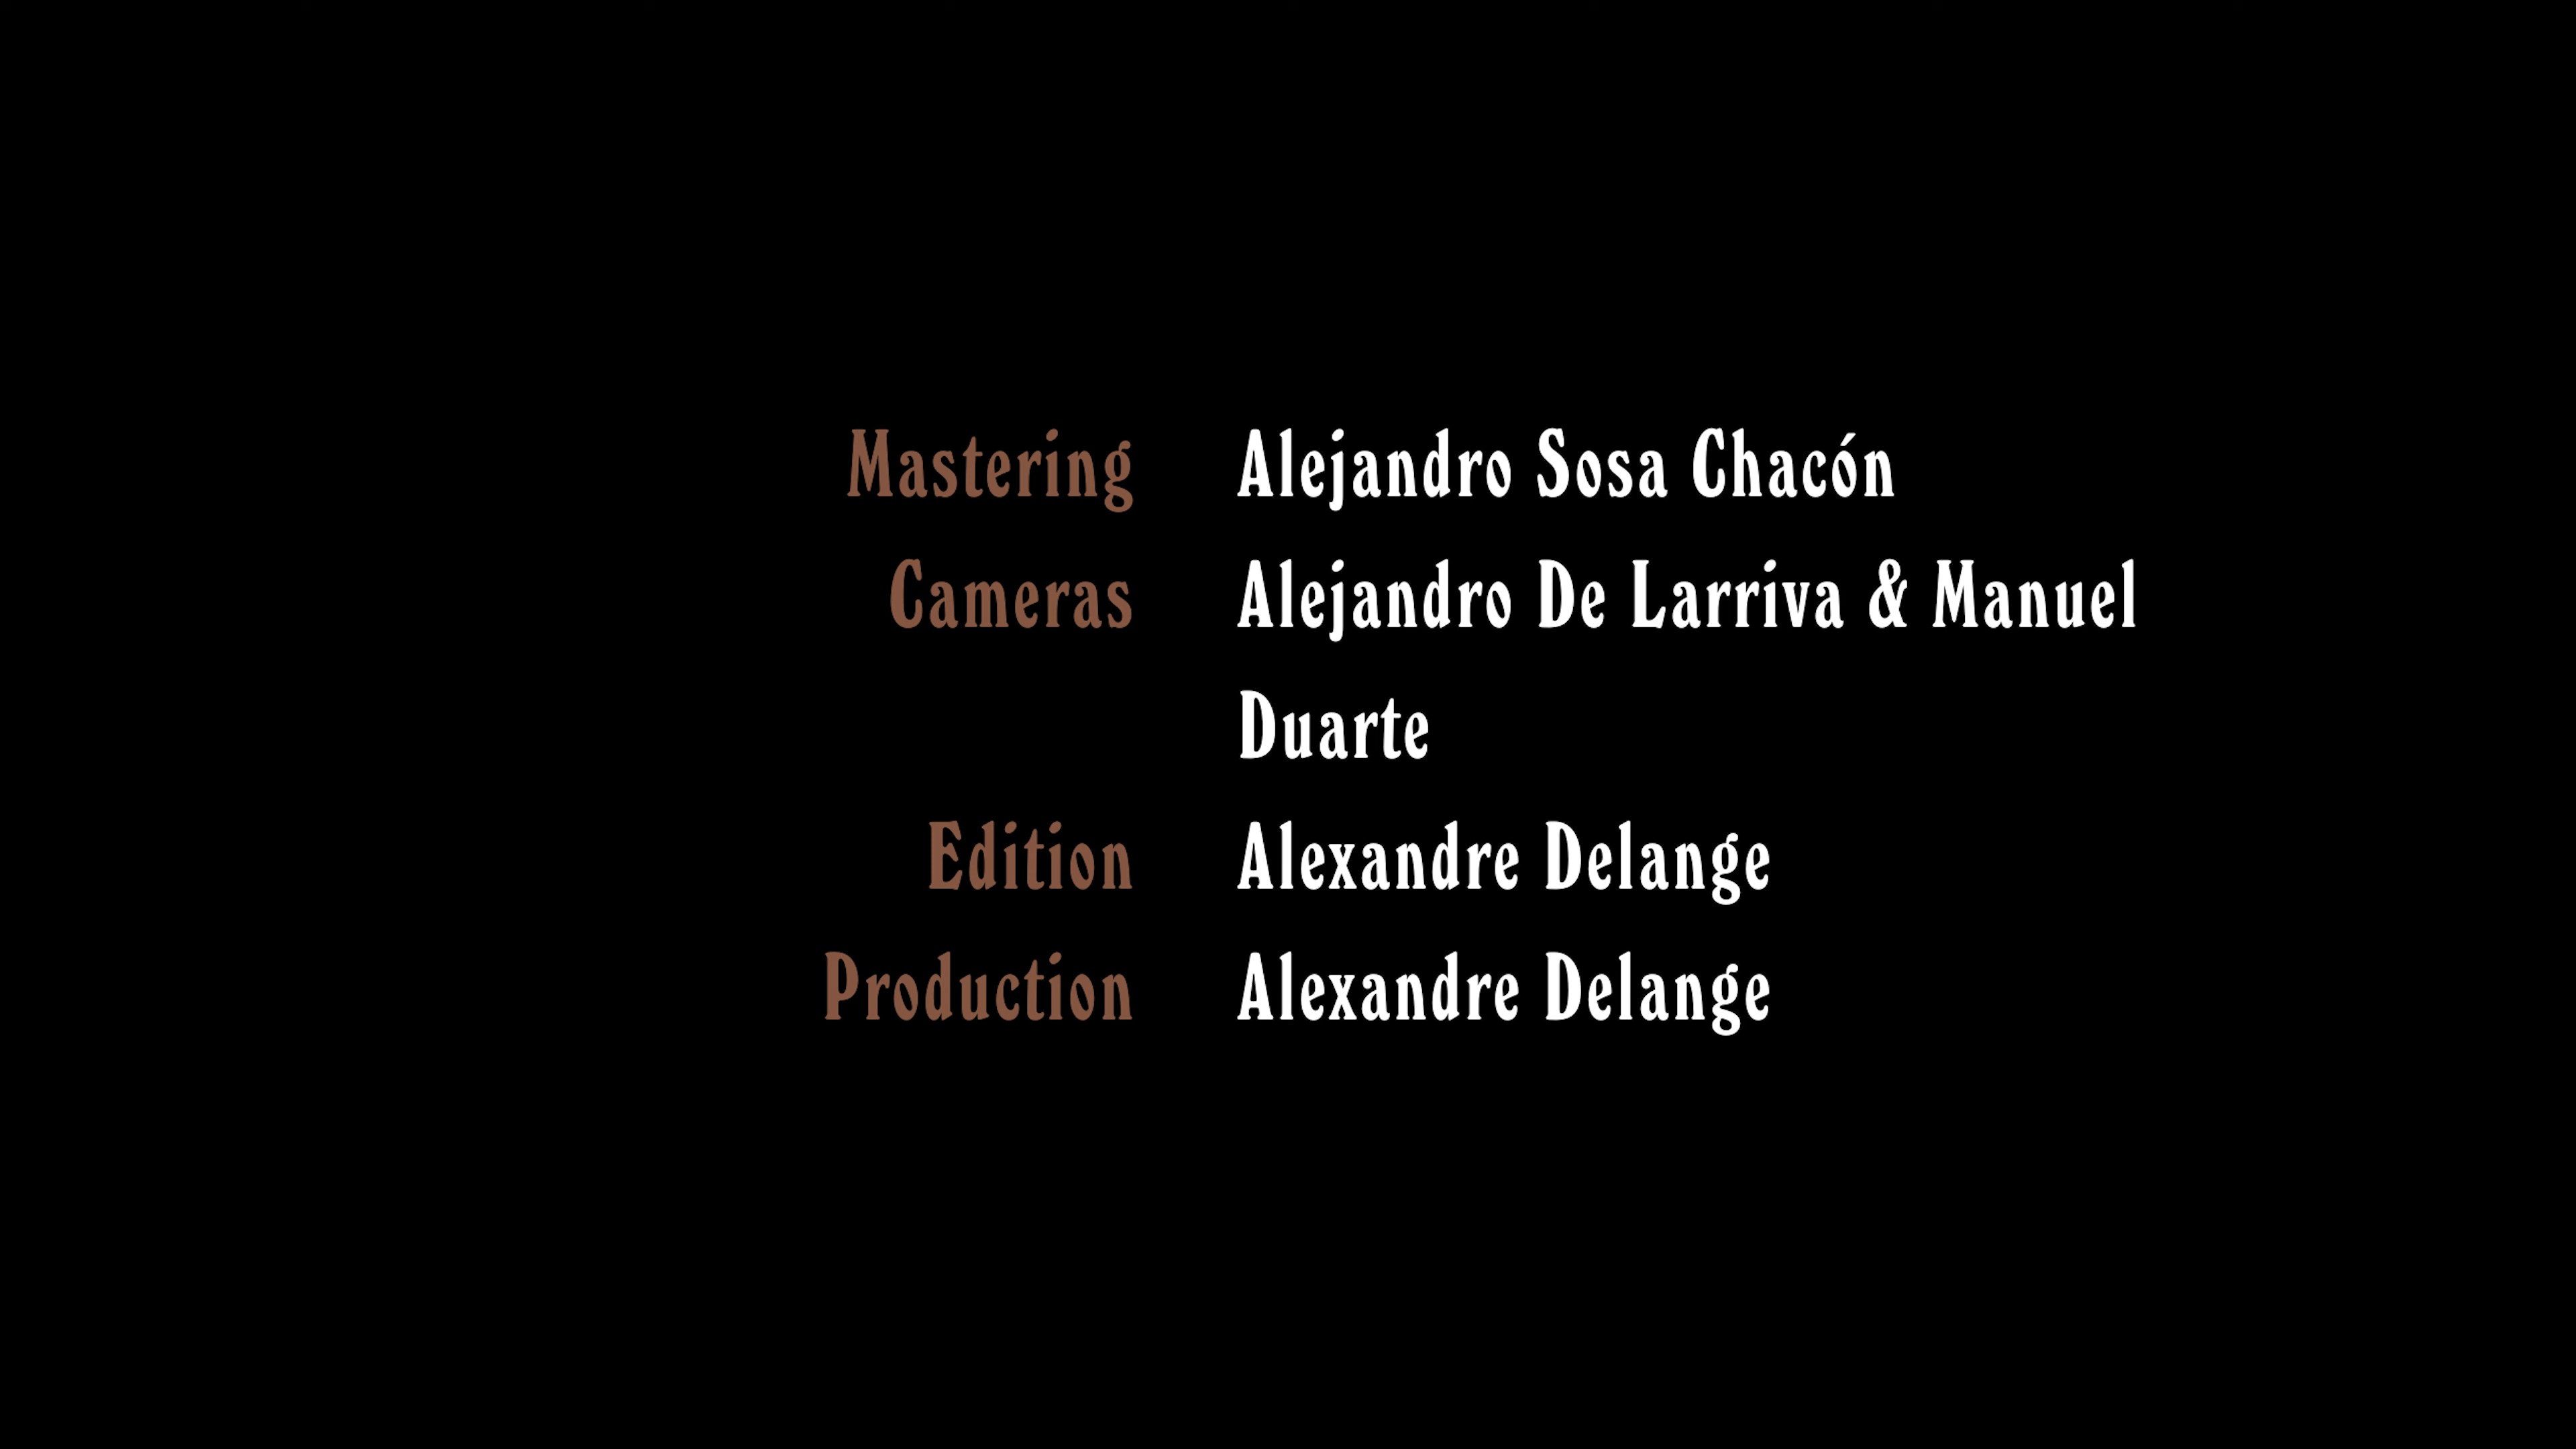 Mastering Alejandro Sosa Chacón
Cameras Alejandro De Larriva & Manuel
Duarte
Edition Alexandre Delange
Production Alexandre Delange